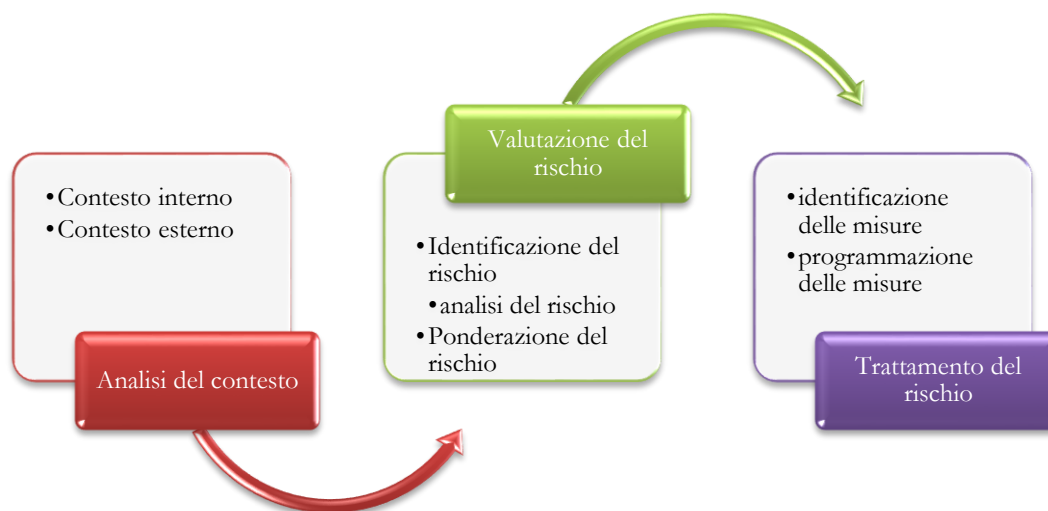 •Contesto interno
•Contesto esterno
Analisi del contesto
Valutazione del
rischio
•Identificazione del
rischio
•analisi del rischio
•Ponderazione del
rischio
•identificazione
delle misure
•programmazione
delle misure
Trattamento del
rischio